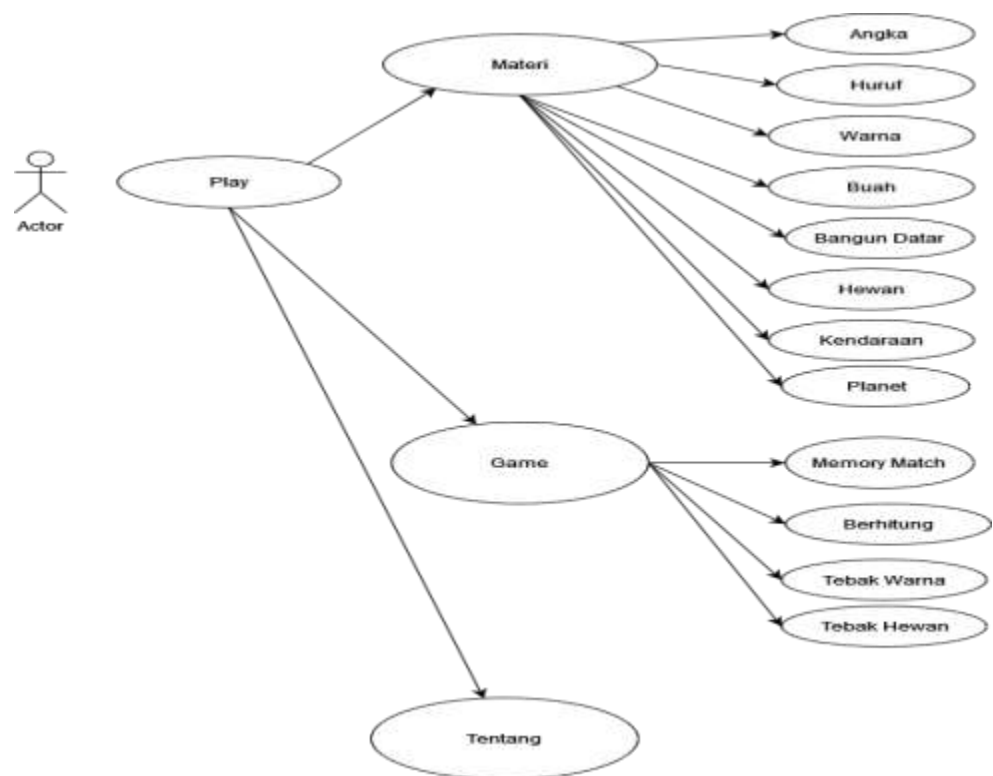 Actor
Play
Materi
Angka
Huruf
Warna
Buah
Bangun Datar
Hewan
Kendaraan
Planet
Game
Memory Match
Berhitung
Tebak Warna
Tebak Hewan
Tentang